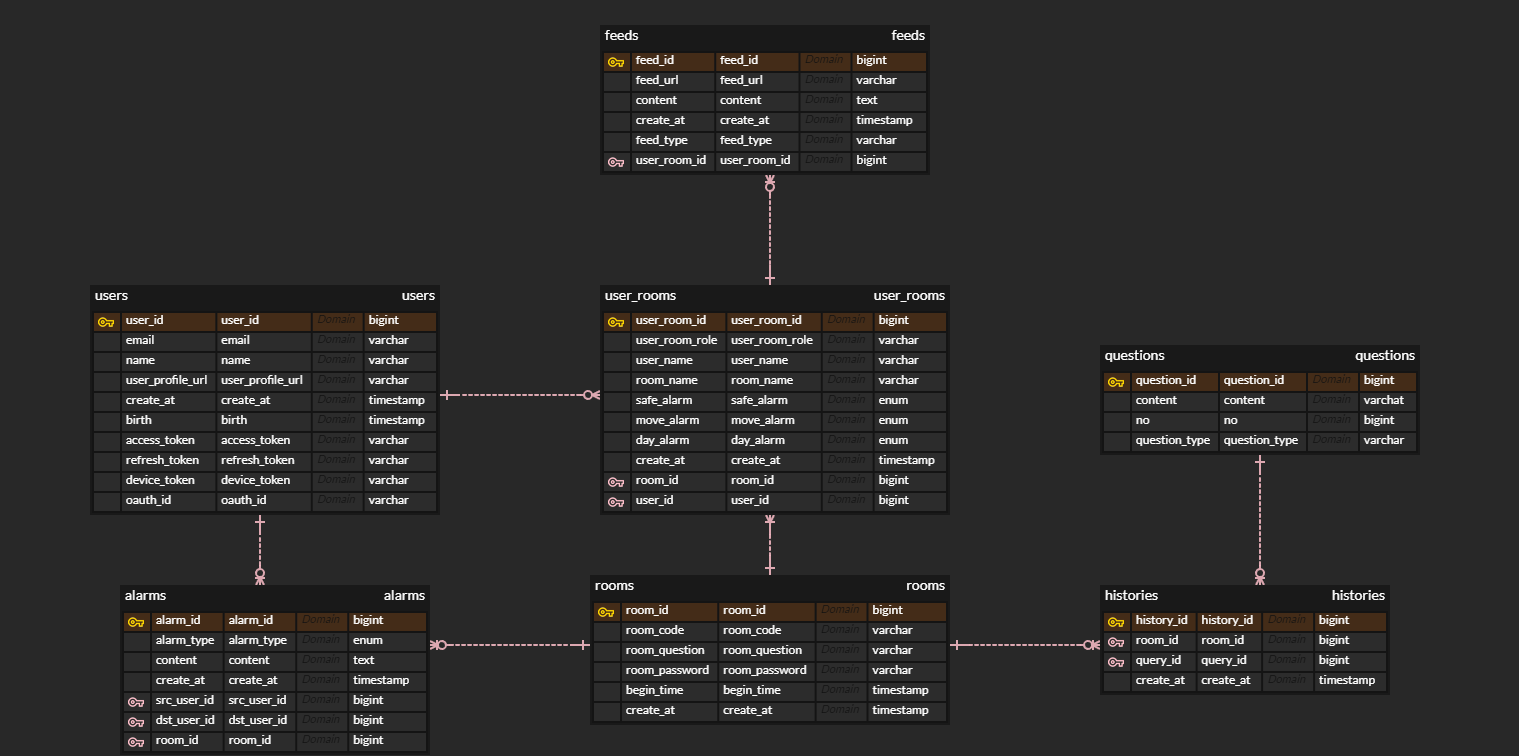 feeds feeds
feed_id feed_id Domain bigint
feed_url feed_url Domain varchar
content content Domain text
create_at create_at Domain timestamp
feed_type feed_type Domain varchar
user_room_id user_room_id Domain bigint
users users
user_id user_id Domain bigint
email email Domain varchar
name name Domain varchar
user_profile_url user_profile_url Domain varchar
create_at create_at Domain timestamp
birth birth Domain timestamp
access_token access_token Domain varchar
refresh_token refresh_token Domain varchar
device_token device_token Domain varchar
oauth_id oauth_id Domain varchar
user_rooms user_rooms
user_room_id user_room_id Domain bigint
user_room_role user_room_role Domain varchar
user_name user_name Domain varchar
room_name room_name Domain varchar
safe_alarm safe_alarm Domain enum
move_alarm move_alarm Domain enum
day_alarm day_alarm Domain enum
create_at create_at Domain timestamp
room_id room_id Domain bigint
user_id user_id Domain bigint
questions questions
question_id question_id Domain bigint
content content Domain varchat
no no Domain bigint
question_type question_type Domain varchar
alarms alarms
alarm_id alarm_id Domain bigint
alarm_type alarm_type Domain enum
content content Domain text
create_at create_at Domain timestamp
src_user_id src_user_id Domain bigint
dst_user_id dst_user_id Domain bigint
room_id room_id Domain bigint
rooms rooms
room_id room_id Domain bigint
room_code room_code Domain varchar
room_question room_question Domain varchar
room_password room_password Domain varchar
begin_time begin_time Domain timestamp
create_at create_at Domain timestamp
histories histories
history_id history_id Domain bigint
room_id room_id Domain bigint
query_id query_id Domain bigint
create_at create_at Domain timestamp